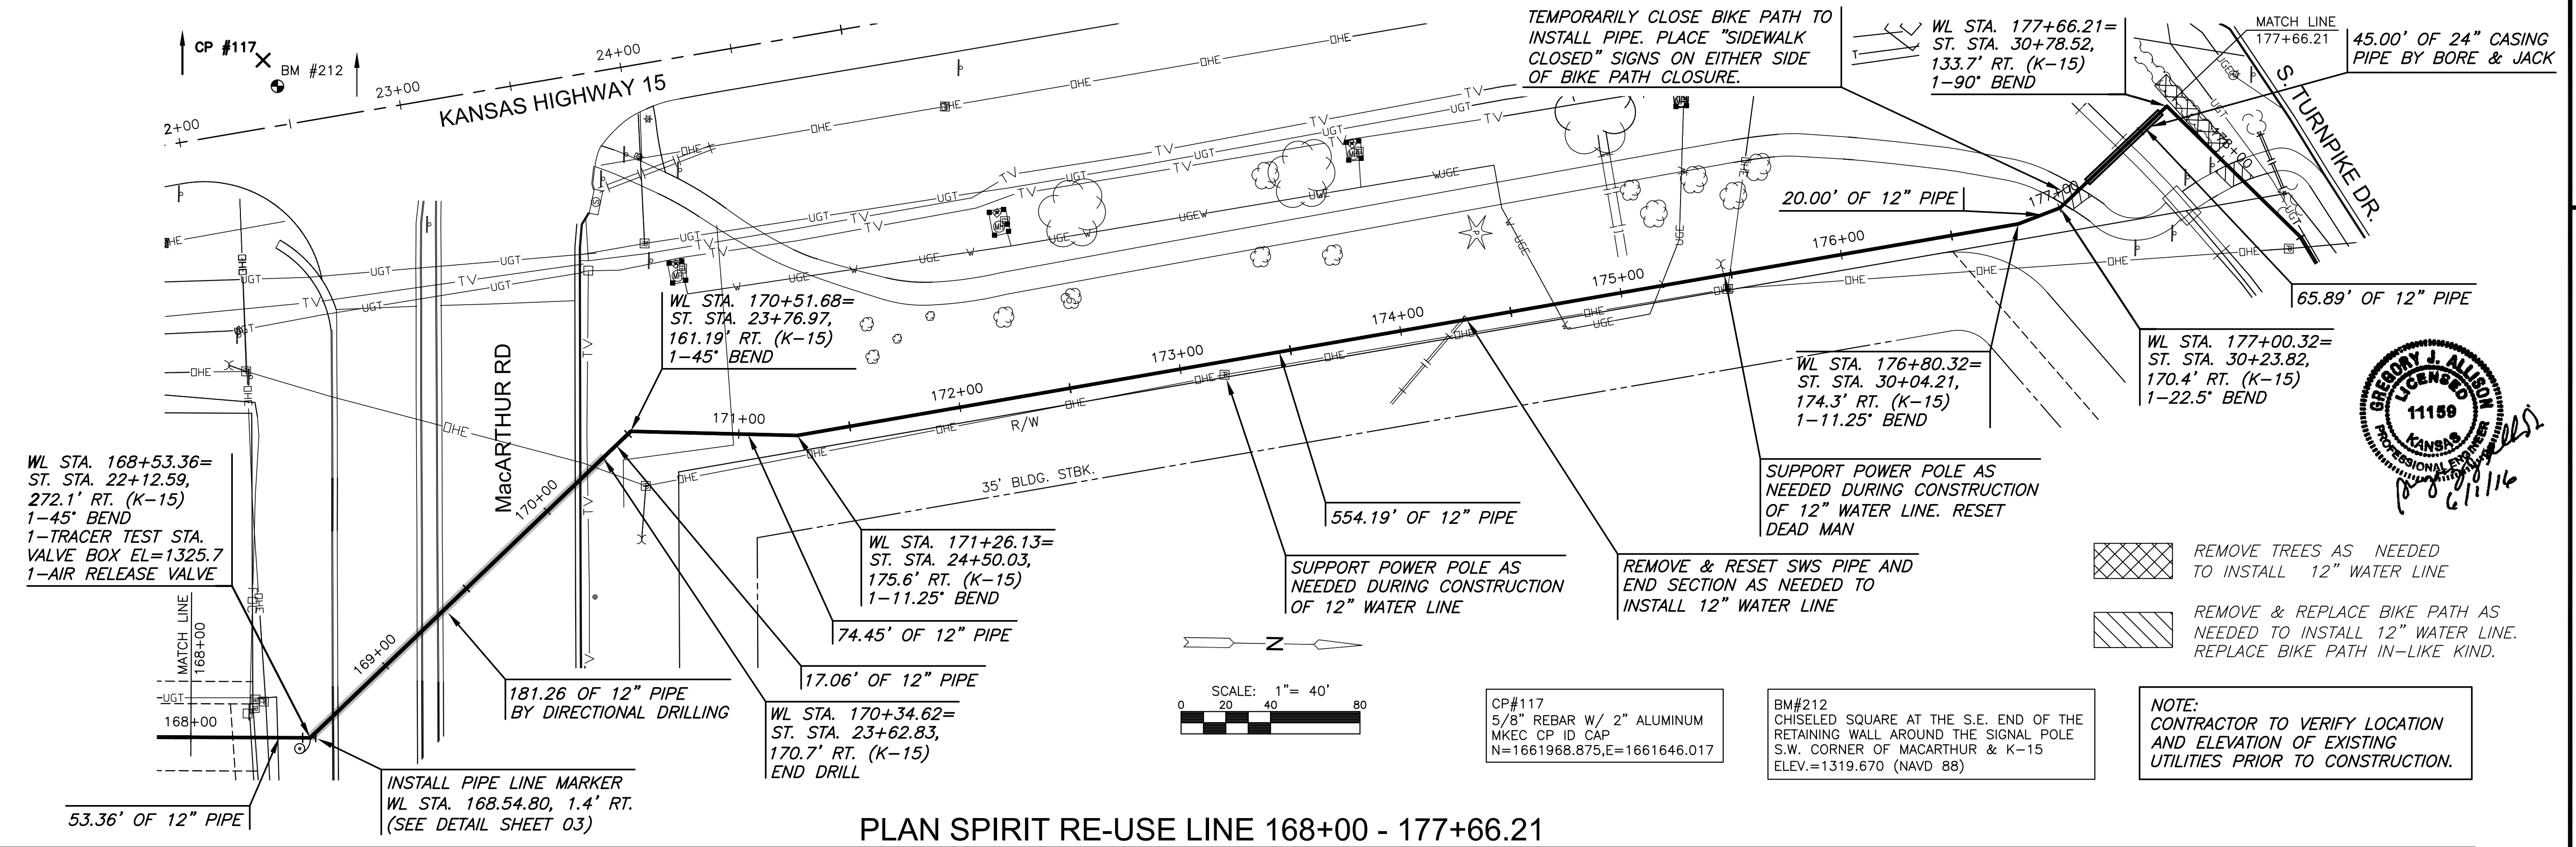 CP #117
BM #212
2+00
23+00
24+00
KANSAS HIGHWAY 15
TEMPORARILY CLOSE BIKE PATH TO
INSTALL PIPE. PLACE "SIDEWALK
CLOSED" SIGNS ON EITHER SIDE
OF BIKE PATH CLOSURE.
WL STA. 177+66.21=
ST. STA. 30+78.52,
133.7' RT. (K-15)
1-90° BEND
MATCH LINE
177+66.21
45.00' OF 24" CASING
PIPE BY BORE & JACK
S. TURNPIKE DR.
178+00
177+00
20.00' OF 12" PIPE
176+00
175+00
174+00
173+00
172+00
171+00
170+00
169+00
168+00
65.89' OF 12" PIPE
WL STA. 170+51.68=
ST. STA. 23+76.97,
161.19' RT. (K-15)
1-45° BEND
MacARTHUR RD
WL STA. 176+80.32=
ST. STA. 30+04.21,
174.3' RT. (K-15)
1-11.25° BEND
WL STA. 177+00.32=
ST. STA. 30+23.82,
170.4' RT. (K-15)
1-22.5° BEND
GREGORY J. ALLISON
LICENSED
11159
KANSAS
PROFESSIONAL ENGINEER
6/1/16
WL STA. 168+53.36=
ST. STA. 22+12.59,
272.1' RT. (K-15)
1-45° BEND
1-TRACER TEST STA.
VALVE BOX EL=1325.7
1-AIR RELEASE VALVE
R/W
35' BLDG. STBK.
SUPPORT POWER POLE AS
NEEDED DURING CONSTRUCTION
OF 12" WATER LINE. RESET
DEAD MAN
554.19' OF 12" PIPE
WL STA. 171+26.13=
ST. STA. 24+50.03,
175.6' RT. (K-15)
1-11.25° BEND
SUPPORT POWER POLE AS
NEEDED DURING CONSTRUCTION
OF 12" WATER LINE
REMOVE & RESET SWS PIPE AND
END SECTION AS NEEDED TO
INSTALL 12" WATER LINE
REMOVE TREES AS NEEDED
TO INSTALL 12" WATER LINE
REMOVE & REPLACE BIKE PATH AS
NEEDED TO INSTALL 12" WATER LINE.
REPLACE BIKE PATH IN-LIKE KIND.
MATCH LINE
168+00
74.45' OF 12" PIPE
17.06' OF 12" PIPE
181.26 OF 12" PIPE
BY DIRECTIONAL DRILLING
WL STA. 170+34.62=
ST. STA. 23+62.83,
170.7' RT. (K-15)
END DRILL
N
SCALE: 1"= 40'
0 20 40 80
CP#117
5/8" REBAR W/ 2" ALUMINUM
MKEC CP ID CAP
N=1661968.875,E=1661646.017
BM#212
CHISELED SQUARE AT THE S.E. END OF THE
RETAINING WALL AROUND THE SIGNAL POLE
S.W. CORNER OF MACARTHUR & K-15
ELEV.=1319.670 (NAVD 88)
NOTE:
CONTRACTOR TO VERIFY LOCATION
AND ELEVATION OF EXISTING
UTILITIES PRIOR TO CONSTRUCTION.
INSTALL PIPE LINE MARKER
WL STA. 168.54.80, 1.4' RT.
(SEE DETAIL SHEET 03)
53.36' OF 12" PIPE
PLAN SPIRIT RE-USE LINE 168+00 - 177+66.21